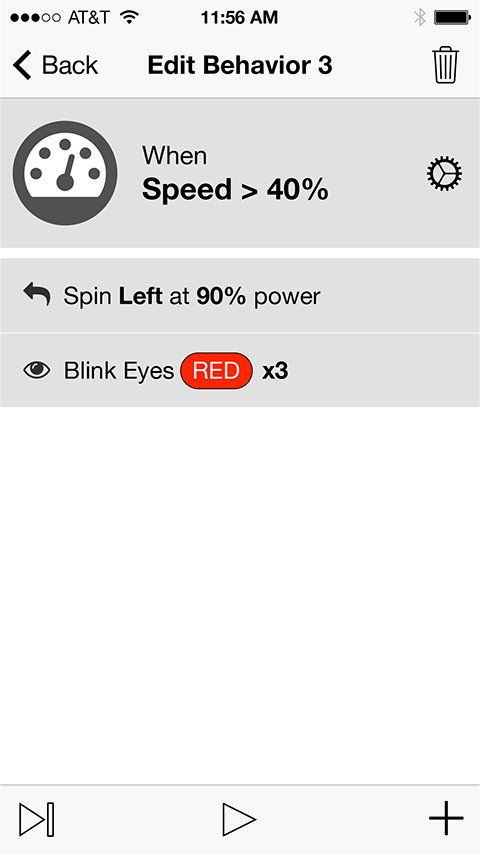 AT&T 11:56 AM
Back Edit Behavior 3
When
Speed > 40%
Spin Left at 90% power
Blink Eyes RED x3